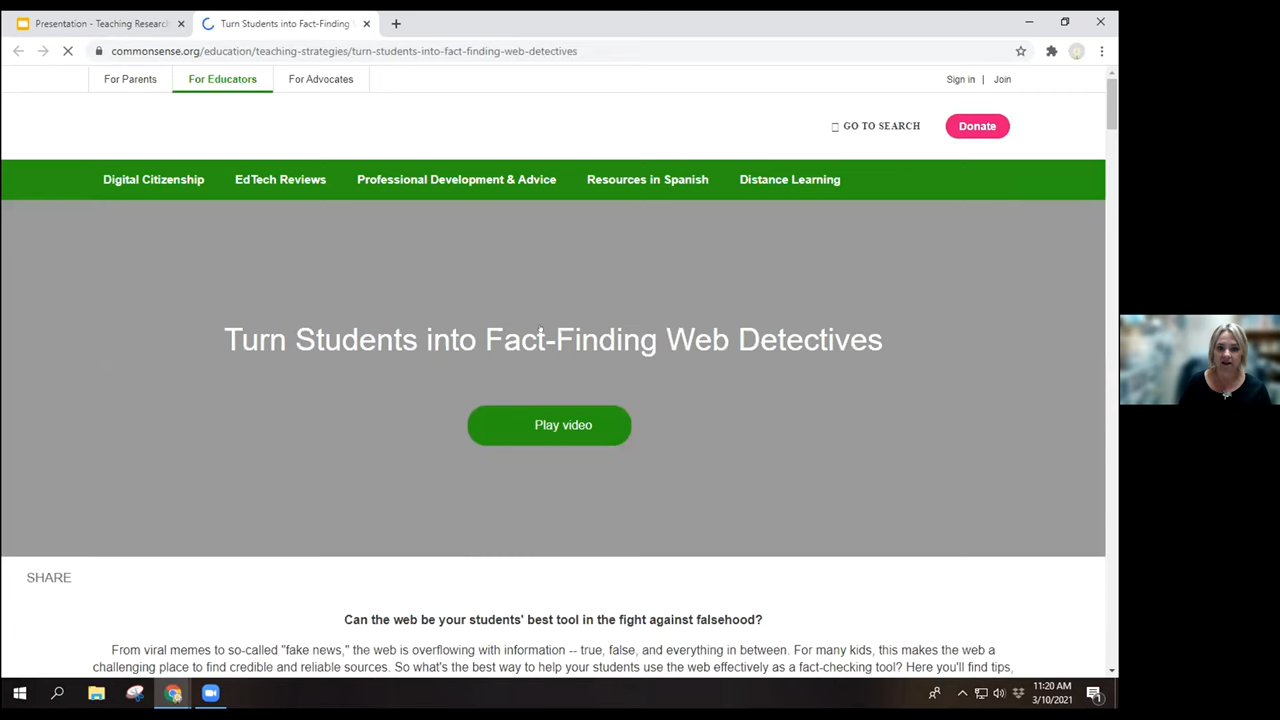 Presentation - Teaching Researc
Turn Students into Fact-Finding
commonsense.org/education/teaching-strategies/turn-students-into-fact-finding-web-detectives
For Parents
For Educators
For Advocates
Sign in | Join
GO TO SEARCH
Donate
Digital Citizenship
EdTech Reviews
Professional Development & Advice
Resources in Spanish
Distance Learning
Turn Students into Fact-Finding Web Detectives
Play video
SHARE
Can the web be your students' best tool in the fight against falsehood?
From viral memes to so-called "fake news," the web is overflowing with information -- true, false, and everything in between. For many kids, this makes the web a
challenging place to find credible and reliable sources. So what's the best way to help your students use the web effectively as a fact-checking tool? Here you'll find tips,
11:20 AM
3/10/2021
1